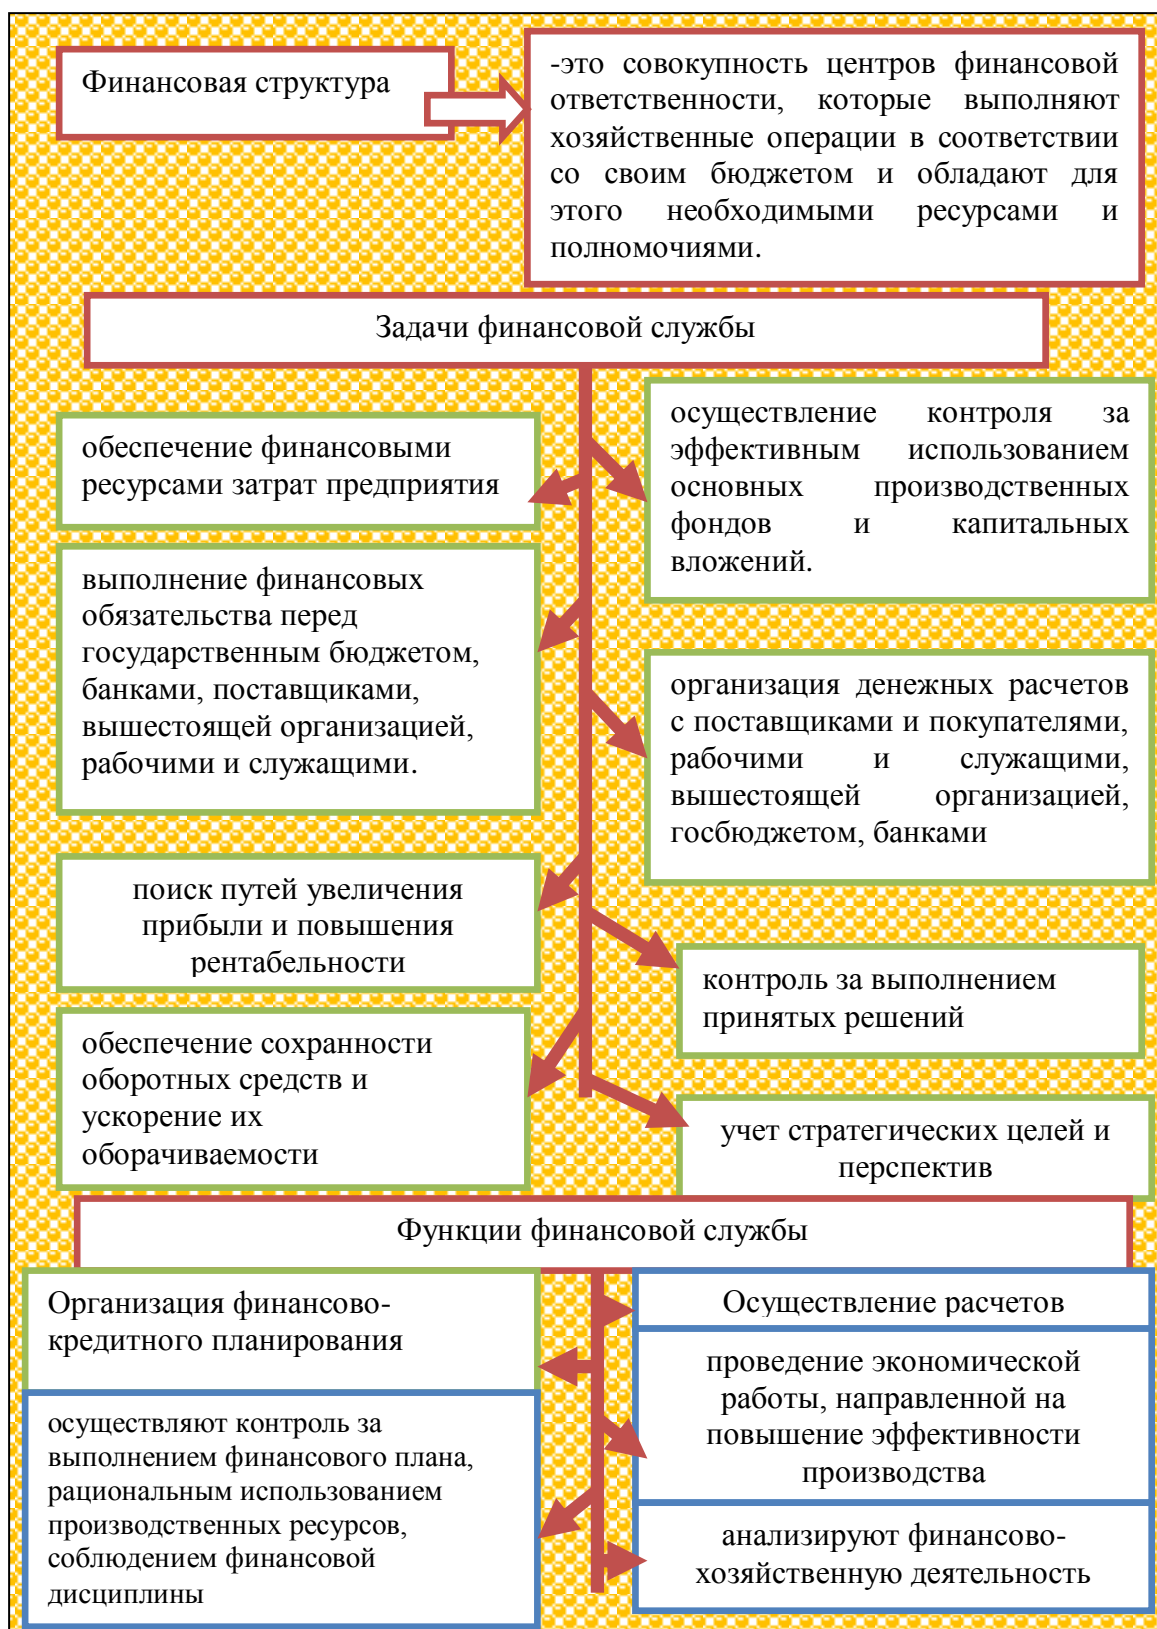 Финансовая структура
-это совокупность центров финансовой
ответственности, которые выполняют
хозяйственные операции в соответствии
со своим бюджетом и обладают для
этого необходимыми ресурсами и
полномочиями.
Задачи финансовой службы
обеспечение финансовыми
ресурсами затрат предприятия
осуществление контроля за
эффективным использованием
основных производственных
фондов и капитальных
вложений.
выполнение финансовых
обязательства перед
государственным бюджетом,
банками, поставщиками,
вышестоящей организацией,
рабочими и служащими.
организация денежных расчетов
с поставщиками и покупателями,
рабочими и служащими,
вышестоящей организацией,
госбюджетом, банками
поиск путей увеличения
прибыли и повышения
рентабельности
контроль за выполнением
принятых решений
обеспечение сохранности
оборотных средств и
ускорение их
оборачиваемости
учет стратегических целей и
перспектив
Функции финансовой службы
Организация финансово-
кредитного планирования
Осуществление расчетов
проведение экономической
работы, направленной на
повышение эффективности
производства
осуществляют контроль за
выполнением финансового плана,
рациональным использованием
производственных ресурсов,
соблюдением финансовой
дисциплины
анализируют финансово-
хозяйственную деятельность